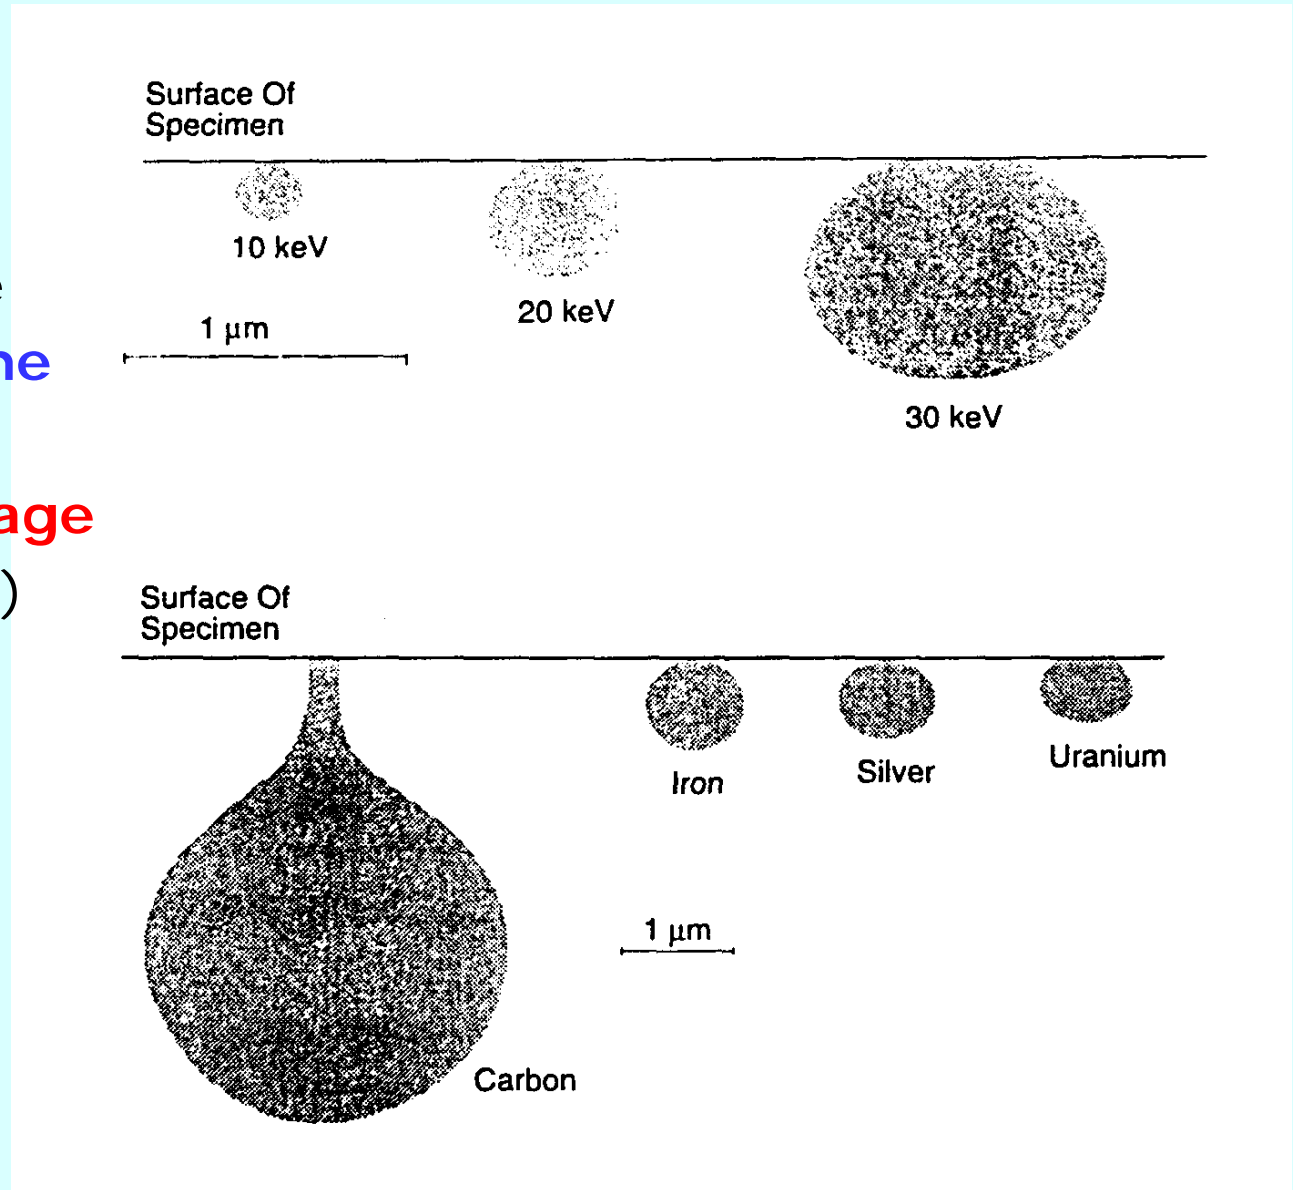 Surface Of
Specimen
10 keV
20 keV
1 μm
30 keV
age
)
Surface Of
Specimen
Iron
Silver
Uranium
1 μm
Carbon